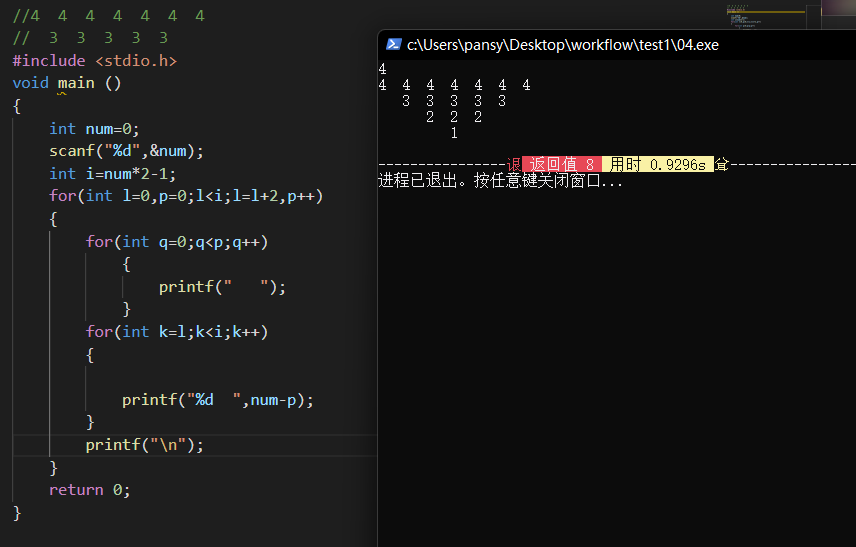 //4  4  4  4  4  4  4
//  3  3  3  3  3
#include <stdio.h>
void main ()
{
    int num=0;
    scanf("%d",&num);
    int i=num*2-1;
    for(int l=0,p=0;l<i;l=l+2,p++)
    {
        for(int q=0;q<p;q++)
            {
                printf("   ");
            }
        for(int k=l;k<i;k++)
        {
            printf("%d  ",num-p);
        }
        printf("\n");
    }
    return 0;
}
c:\Users\pansy\Desktop\workflow\test1\04.exe
4
4  4  4  4  4  4  4
   3  3  3  3  3
      2  2  2
         1
---------------- 返回值 8 用时 0.9296s ----------------
进程已退出。按任意键关闭窗口...